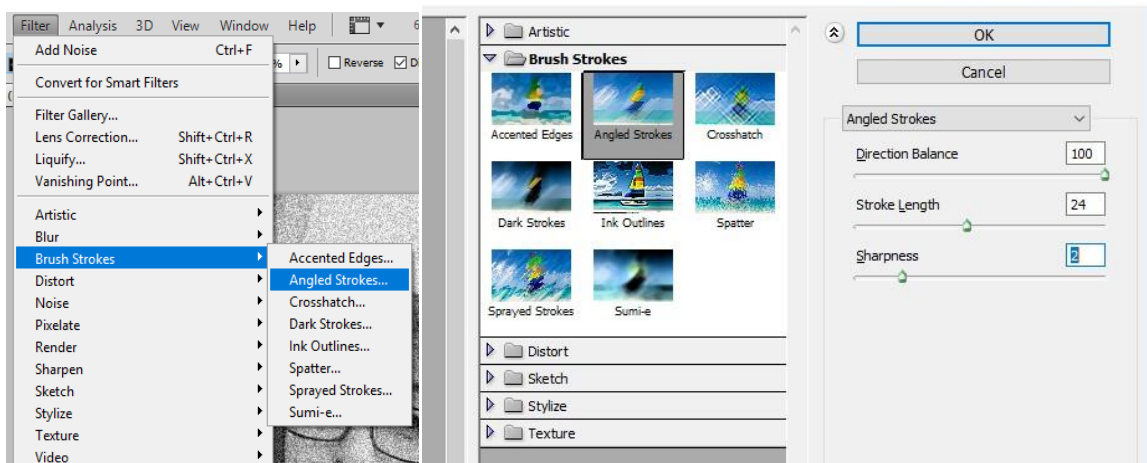 Filter Analysis 3D View Window Help 6
Add Noise Ctrl+F
Convert for Smart Filters
Filter Gallery...
Lens Correction... Shift+Ctrl+R
Liquify... Shift+Ctrl+X
Vanishing Point... Alt+Ctrl+V
Artistic
Blur
Brush Strokes
Distort
Noise
Pixelate
Render
Sharpen
Sketch
Stylize
Texture
Video
% Reverse D
Accented Edges...
Angled Strokes...
Crosshatch...
Dark Strokes...
Ink Outlines...
Spatter...
Sprayed Strokes...
Sumi-e...
Artistic
Brush Strokes
Accented Edges Angled Strokes Crosshatch
Dark Strokes Ink Outlines Spatter
Sprayed Strokes Sumi-e
Distort
Sketch
Stylize
Texture
OK
Cancel
Angled Strokes
Direction Balance 100
Stroke Length 24
Sharpness 2